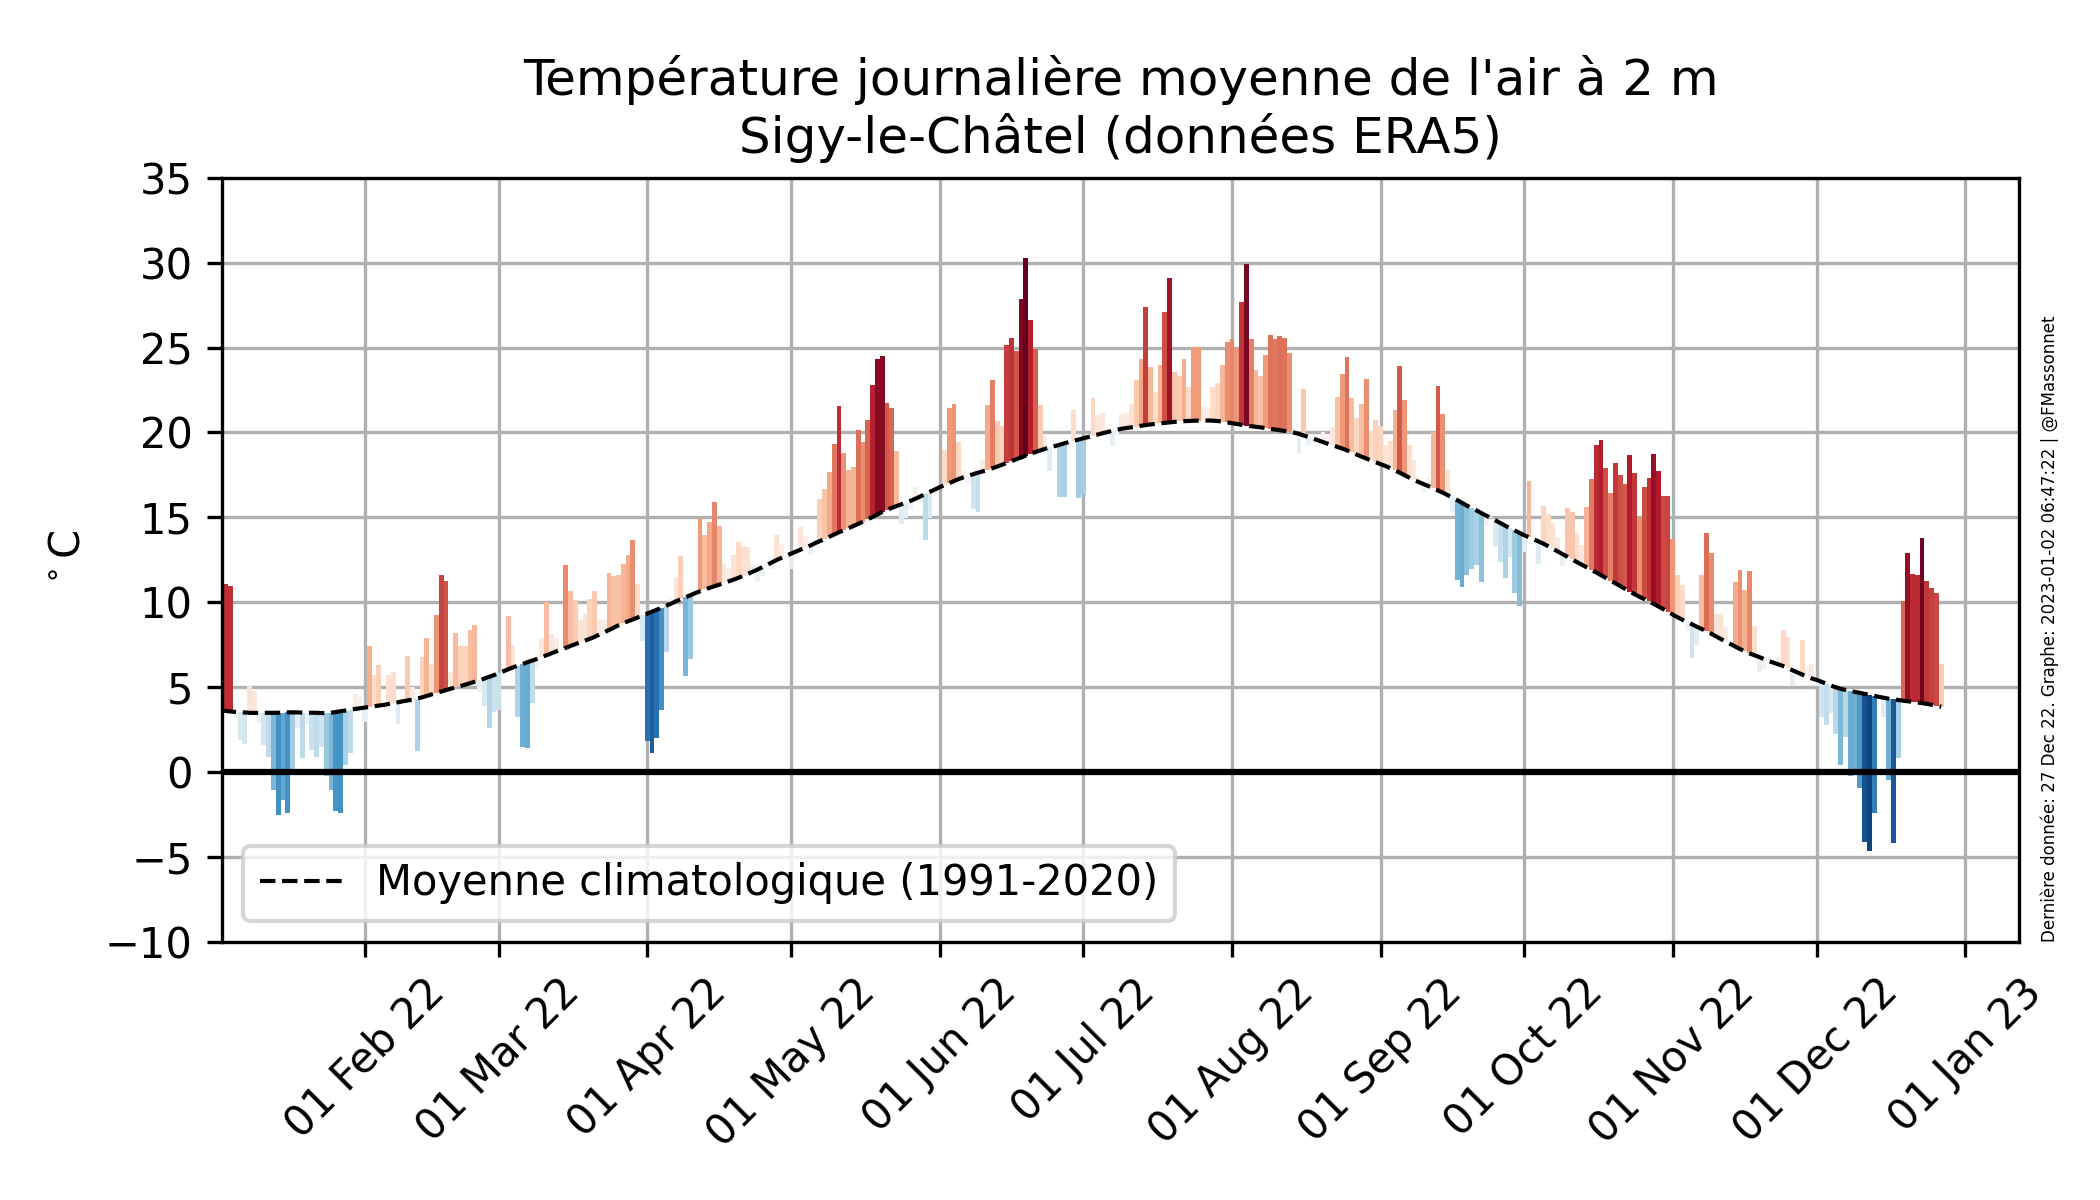 Température journalière moyenne de l'air à 2 m
Sigy-le-Châtel (données ERA5)
35
30
25
20
15
10
5
0
−5
−10
° C
Moyenne climatologique (1991-2020)
01 Feb 22
01 Mar 22
01 Apr 22
01 May 22
01 Jun 22
01 Jul 22
01 Aug 22
01 Sep 22
01 Oct 22
01 Nov 22
01 Dec 22
01 Jan 23
Dernière donnée: 27 Dec 22. Graphe: 2023-01-02 06:47:22 | @FMassonnet